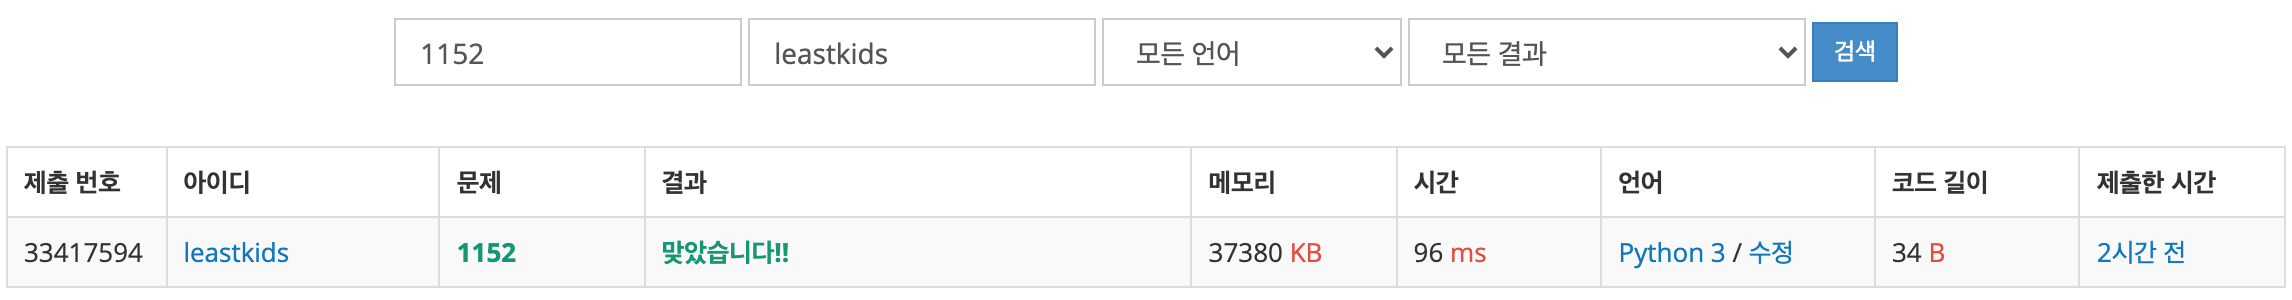 1152 leastkids 모든 언어 모든 결과 검색
제출 번호 아이디 문제 결과 메모리 시간 언어 코드 길이 제출한 시간
33417594 leastkids 1152 맞았습니다!! 37380 KB 96 ms Python 3 / 수정 34 B 2시간 전